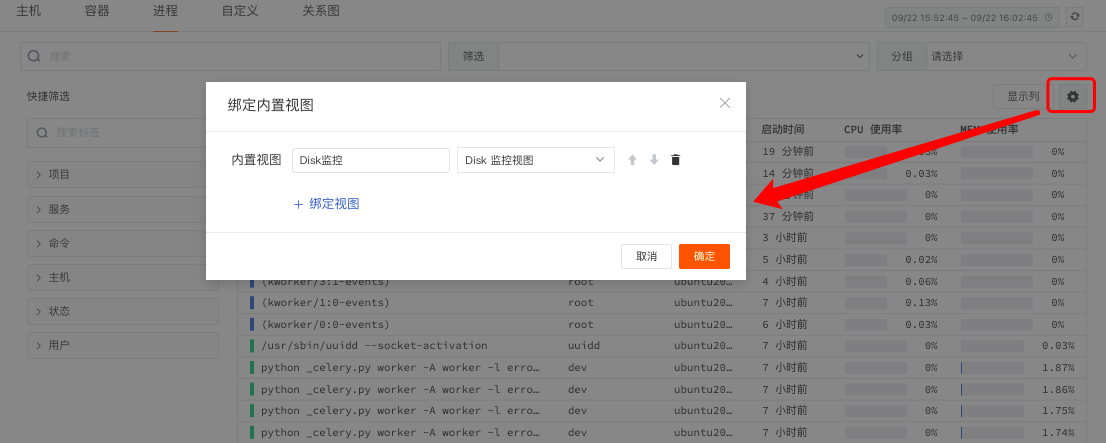 主机 容器 进程 自定义 关系图
09/22 15:52:45 ~ 09/22 16:02:45
搜索 筛选 分组 请选择
快捷筛选 显示列
绑定内置视图
搜索标签
启动时间 CPU 使用率 使用率
内置视图 Disk监控 Disk 监控视图
19 分钟前 0%
项目 14 分钟前 0.03% 0%
0% 0%
服务 + 绑定视图 37 分钟前 0% 0%
命令 3 小时前 0% 0%
取消 确定 5 小时前 0.02% 0%
主机 (kworker/3:1-events) root ubuntu20… 4 小时前 0.06% 0%
状态 (kworker/1:0-events) root ubuntu20… 7 小时前 0.13% 0%
(kworker/0:0-events) root ubuntu20… 6 小时前 0.03% 0%
用户 /usr/sbin/uuidd --socket-activation uuidd ubuntu20… 7 小时前 0% 0.03%
python _celery.py worker -A worker -l erro… dev ubuntu20… 7 小时前 0% 1.87%
python _celery.py worker -A worker -l erro… dev ubuntu20… 7 小时前 0% 1.86%
python _celery.py worker -A worker -l erro… dev ubuntu20… 7 小时前 0% 1.75%
python _celery.py worker -A worker -l erro… dev ubuntu20… 7 小时前 0% 1.74%